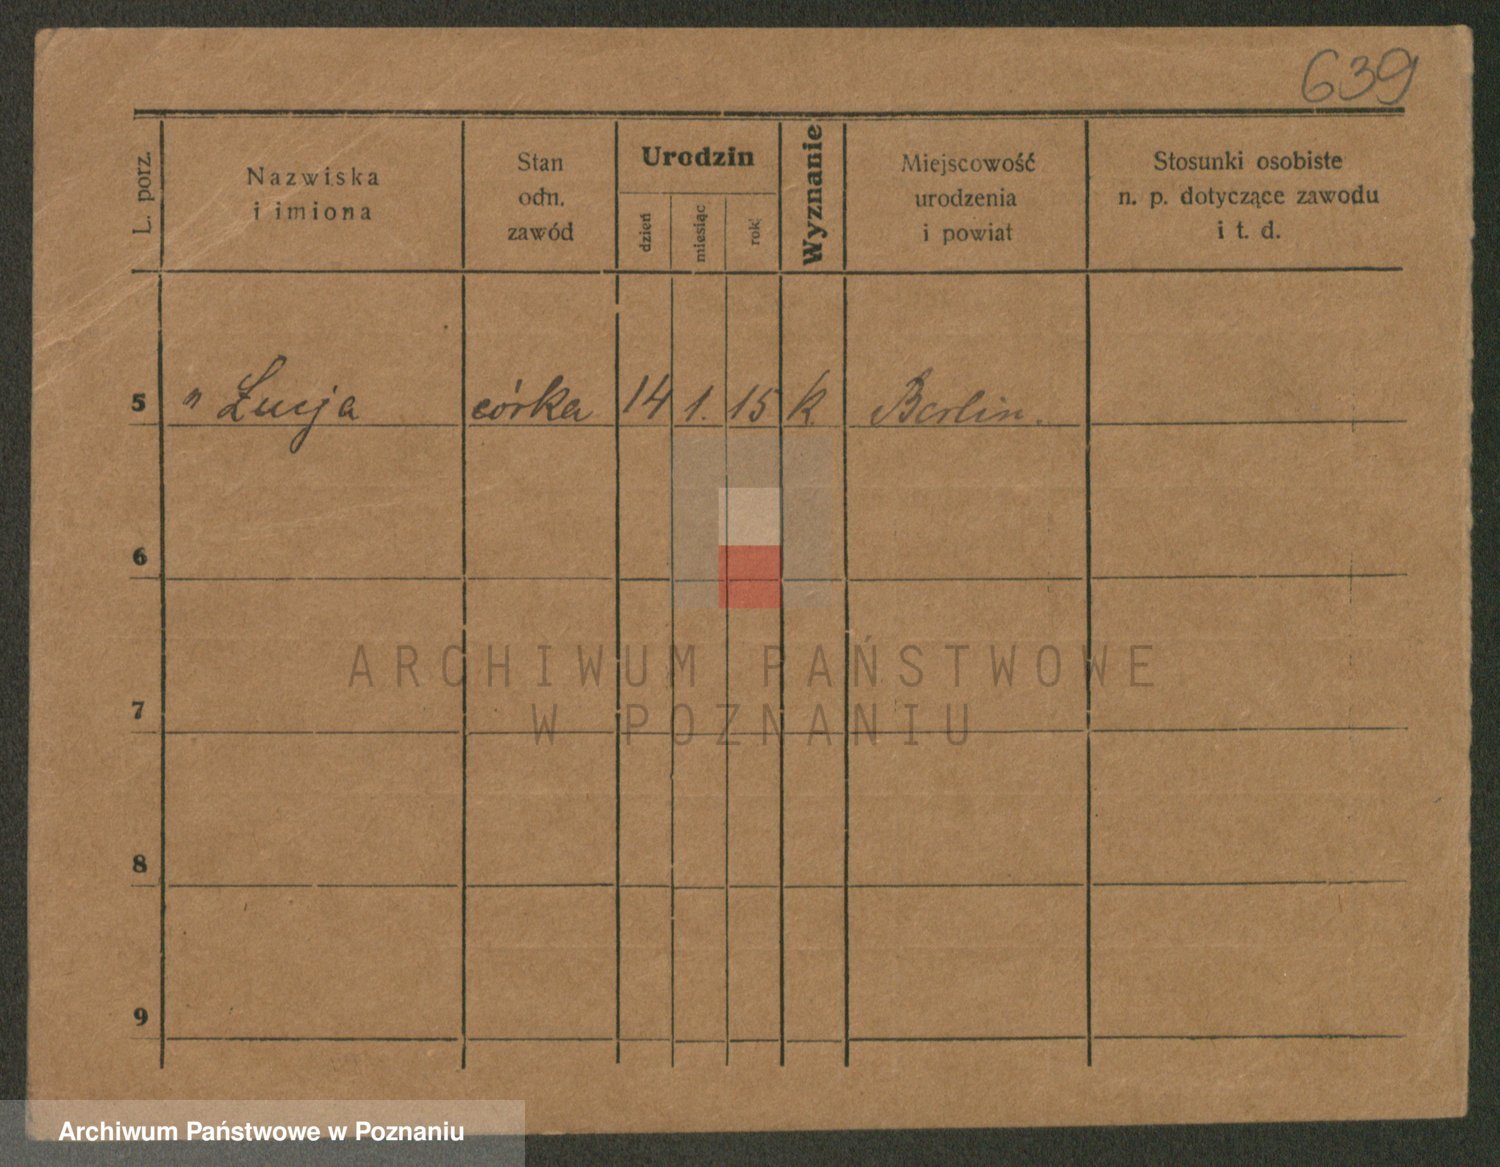 639
L. porz.
Nazwiska
i imiona
Stan
odn.
zawód
Urodzin
dzień
miesiąc
rok
Wyznanie
Miejscowość
urodzenia
i powiat
Stosunki osobiste
n. p. dotyczące zawodu
i t. d.
5 " Łucja córka 14 1. 15 k. Berlin.
6
ARCHIWUM PAŃSTWOWE
7
W POZNANIU
8
9
Archiwum Państwowe w Poznaniu